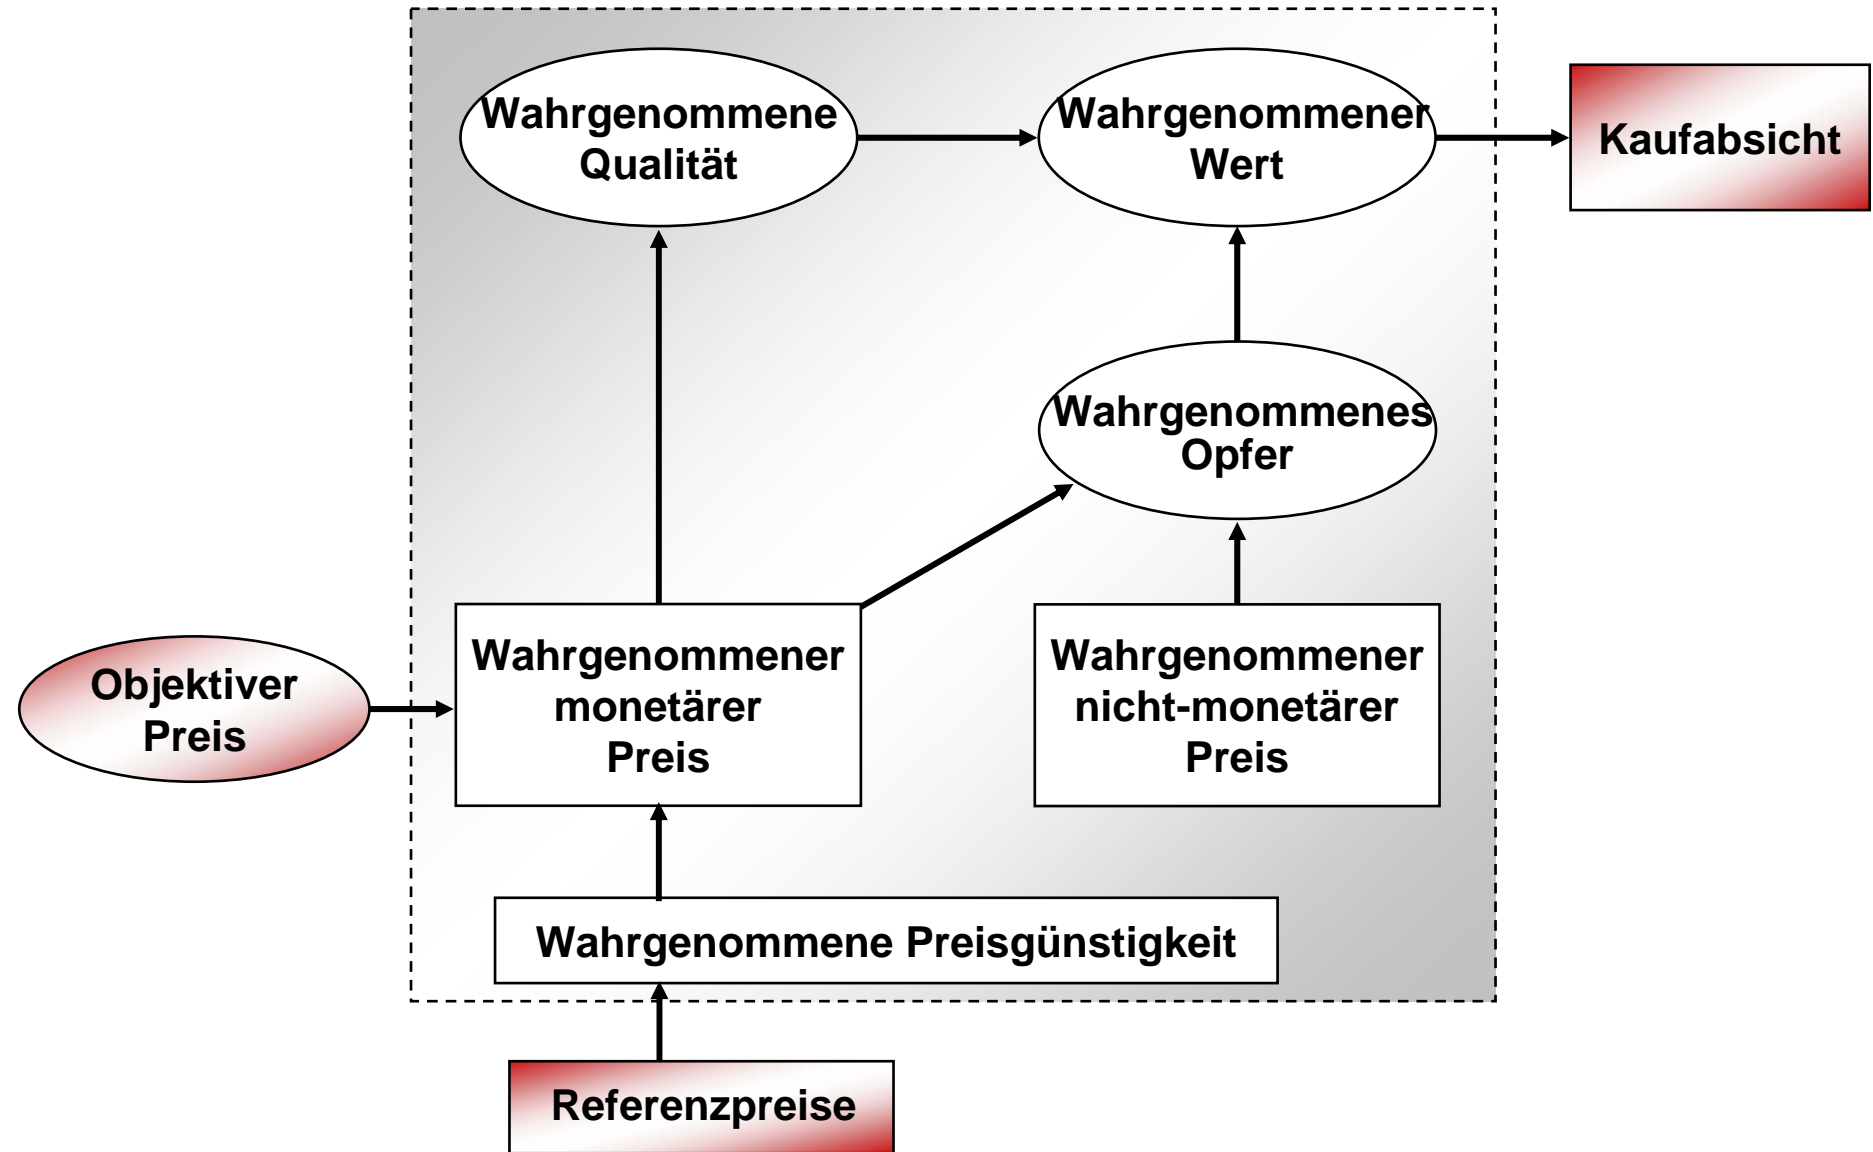 Wahrgenommene
Qualität
Wahrgenommener
Wert
Kaufabsicht
Wahrgenommenes
Opfer
Objektiver
Preis
Wahrgenommener
monetärer
Preis
Wahrgenommener
nicht-monetärer
Preis
Wahrgenommene Preisgünstigkeit
Referenzpreise